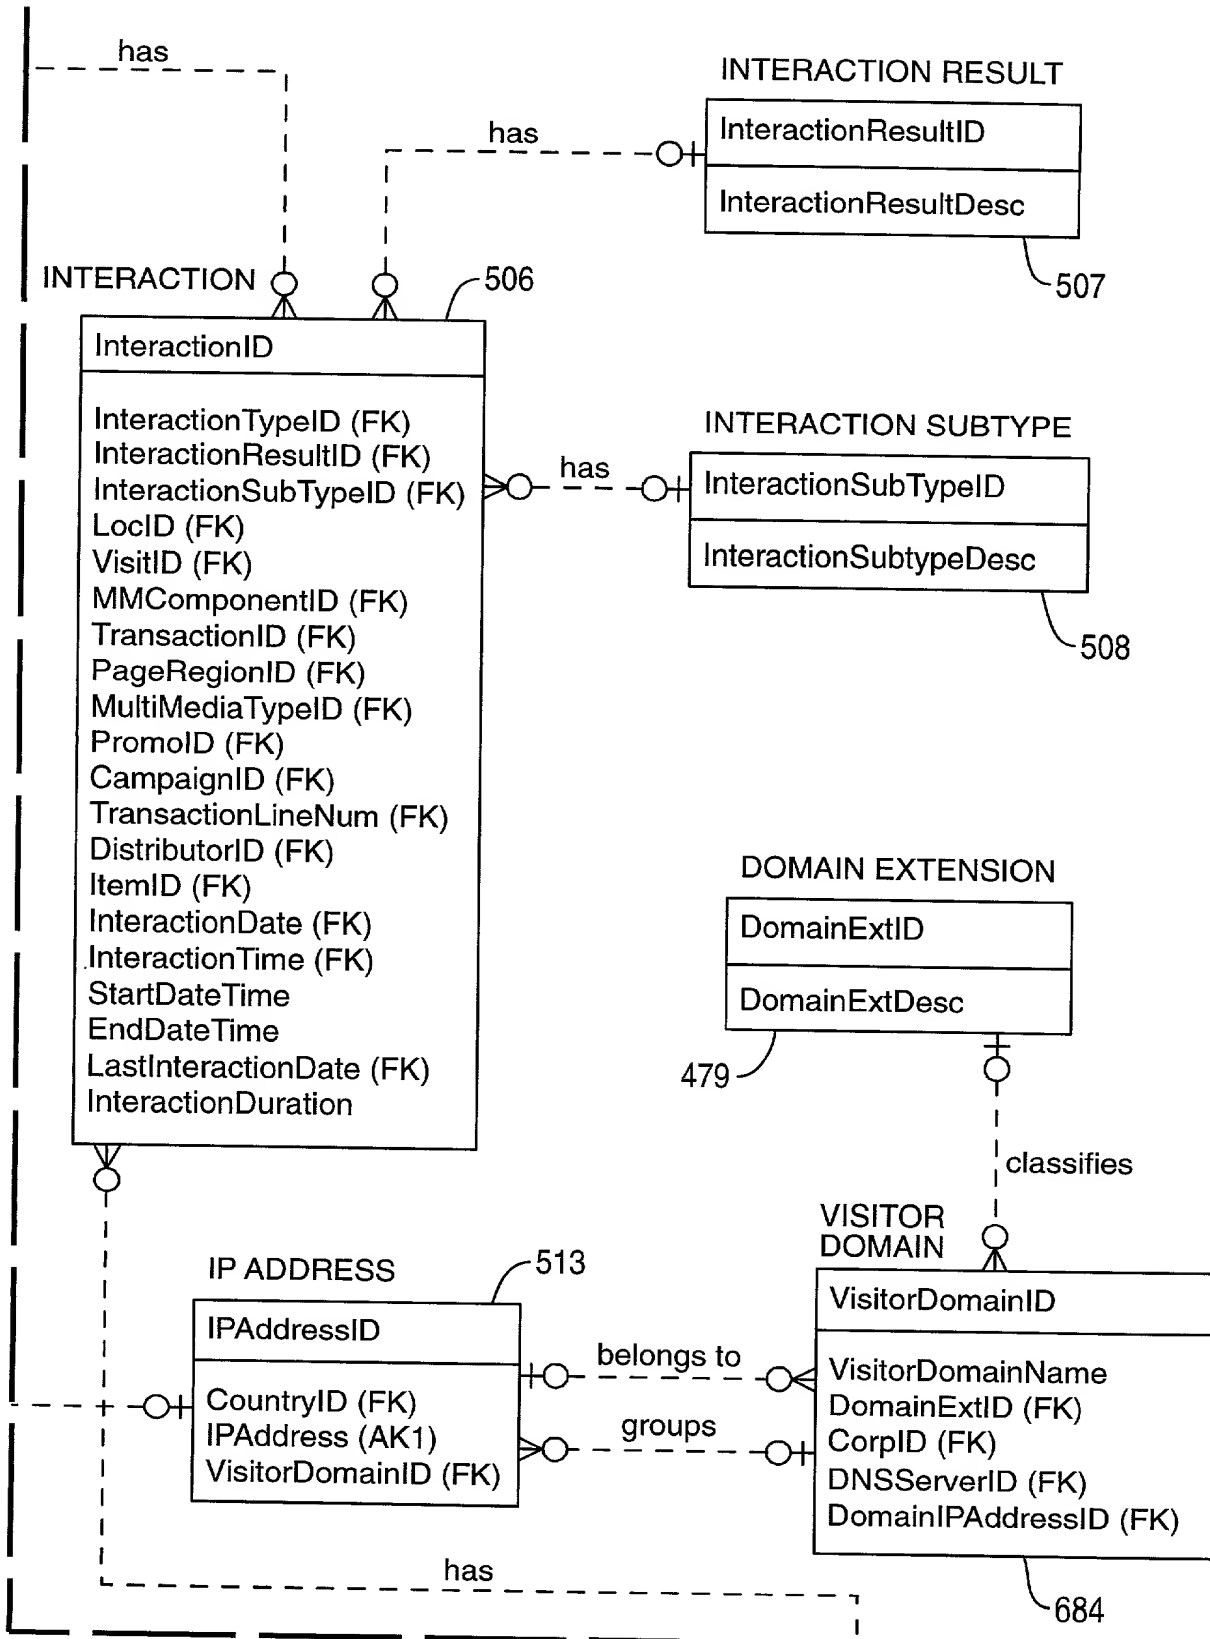 has
INTERACTION RESULT
InteractionResultID
InteractionResultDesc
507
has
INTERACTION
506
InteractionID
InteractionTypeID (FK)
InteractionResultID (FK)
InteractionSubTypeID (FK)
LocID (FK)
VisitID (FK)
MMComponentID (FK)
TransactionID (FK)
PageRegionID (FK)
MultiMediaTypeID (FK)
PromoID (FK)
CampaignID (FK)
TransactionLineNum (FK)
DistributorID (FK)
ItemID (FK)
InteractionDate (FK)
InteractionTime (FK)
StartDateTime
EndDateTime
LastInteractionDate (FK)
InteractionDuration
has
INTERACTION SUBTYPE
InteractionSubTypeID
InteractionSubtypeDesc
508
DOMAIN EXTENSION
DomainExtID
DomainExtDesc
479
classifies
IP ADDRESS
513
IPAddressID
CountryID (FK)
IPAddress (AK1)
VisitorDomainID (FK)
belongs to
groups
VISITOR
DOMAIN
VisitorDomainID
VisitorDomainName
DomainExtID (FK)
CorpID (FK)
DNSServerID (FK)
DomainIPAddressID (FK)
684
has